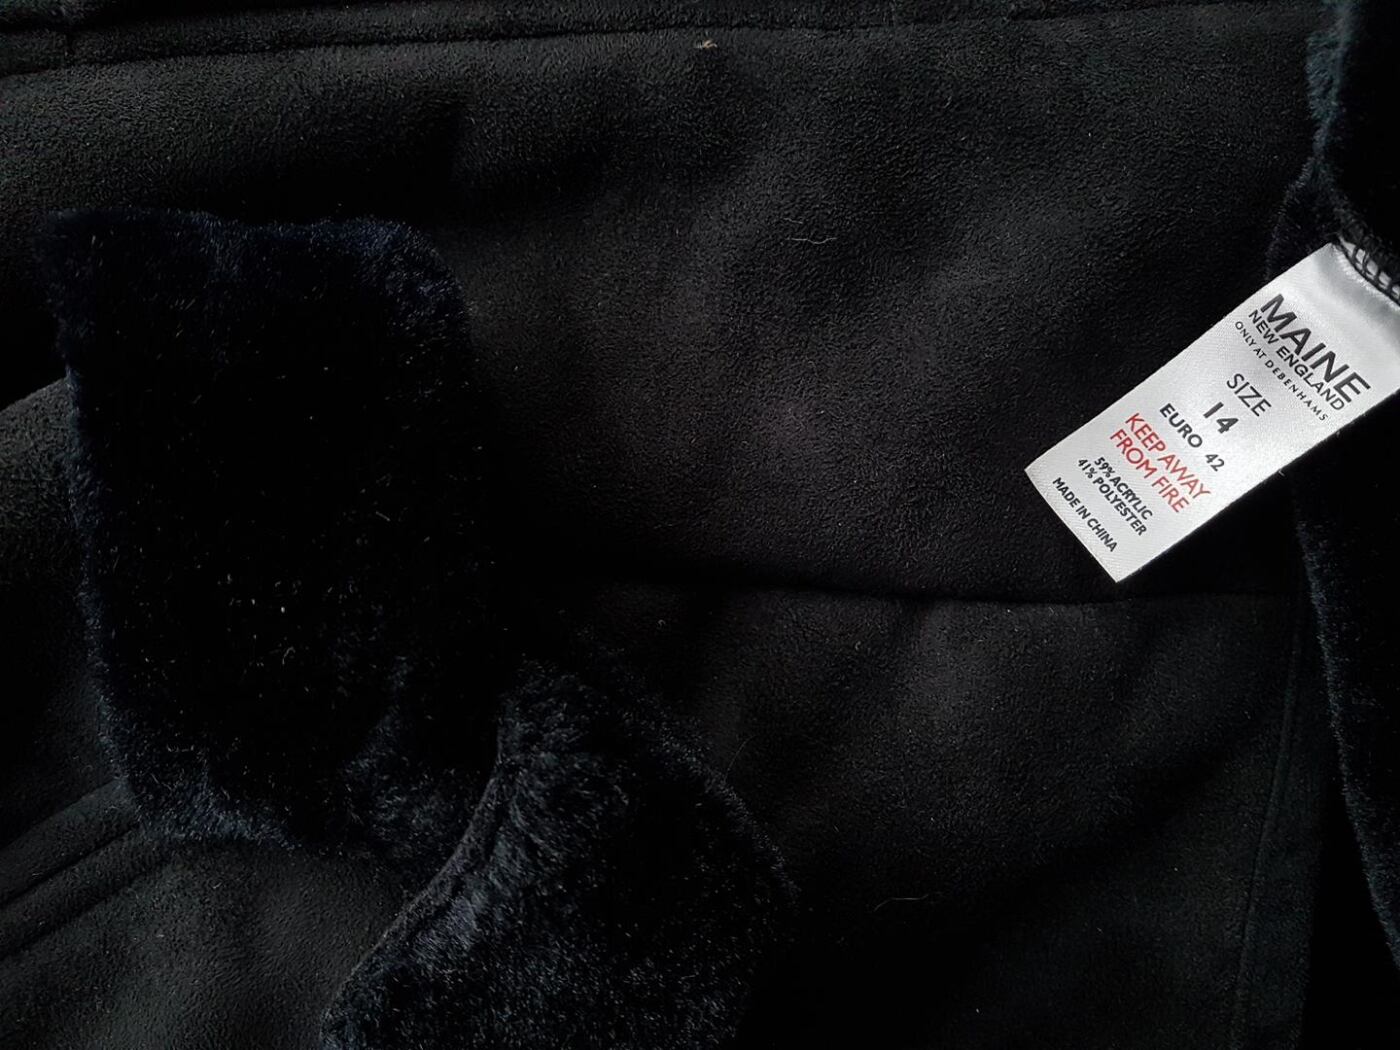 MAINE
NEW ENGLAND
ONLY AT DEBENHAMS
SIZE
14
EURO 42
KEEP AWAY
FROM FIRE
59% ACRYLIC
41% POLYESTER
MADE IN CHINA